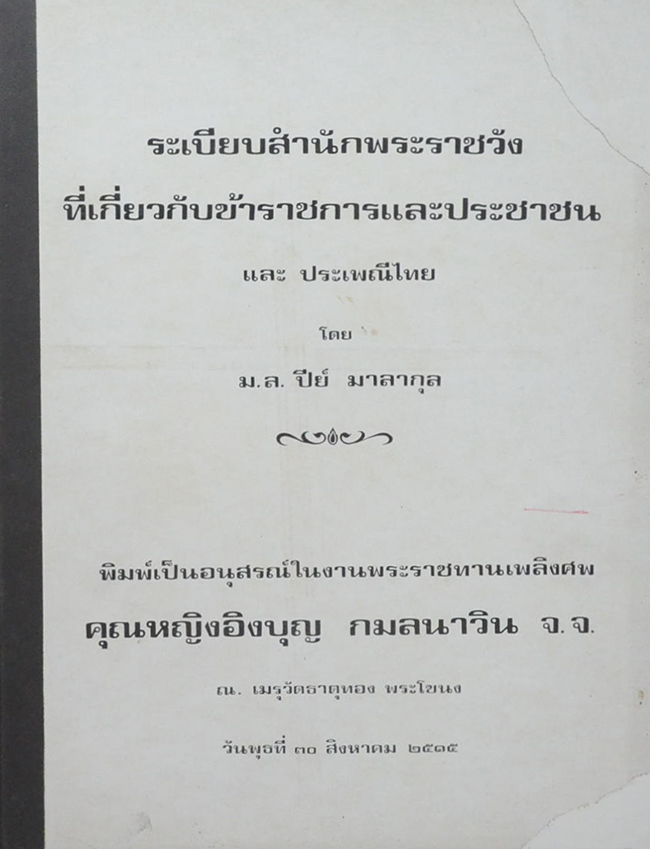 ระเบียบสำนักพระราชวัง
ที่เกี่ยวกับข้าราชการและประชาชน
และ ประเพณีไทย
โดย
ม.ล. ปีย์ มาลากุล
พิมพ์เป็นอนุสรณ์ในงานพระราชทานเพลิงศพ
คุณหญิงอิงบุญ กมลนาวิน จ.จ.
ณ. เมรุวัดธาตุทอง พระโขนง
วันพุธที่ ๓๐ สิงหาคม ๒๕๑๕